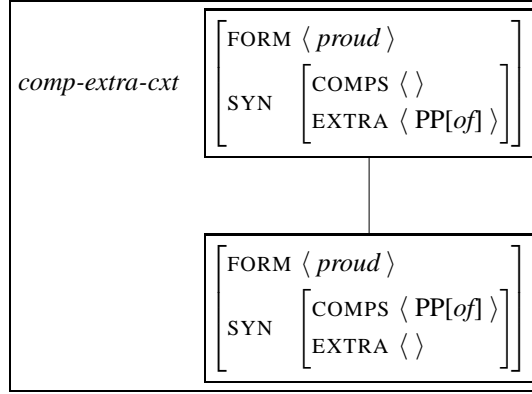 FORM ⟨ proud ⟩
comp-extra-cxt
COMPS ⟨ ⟩
SYN
EXTRA ⟨ PP[of] ⟩
FORM ⟨ proud ⟩
COMPS ⟨ PP[of] ⟩
SYN
EXTRA ⟨ ⟩